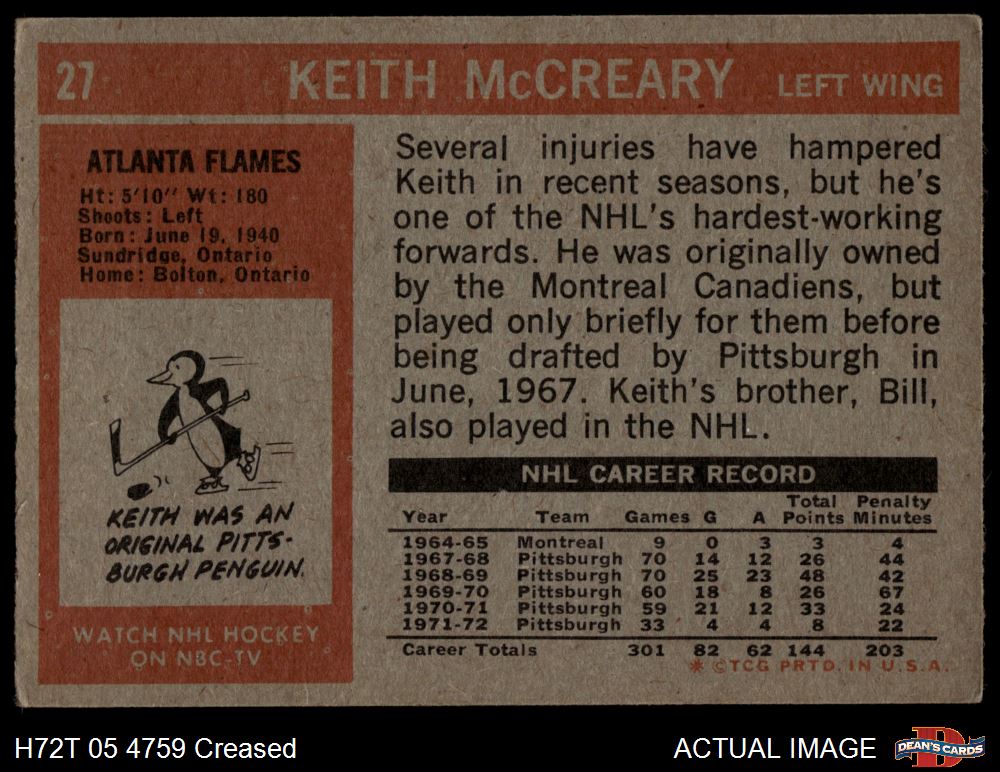 27 KEITH McCREARY LEFT WING
ATLANTA FLAMES
Ht: 5'10" Wt: 180
Shoots: Left
Born: June 19, 1940
Sundridge, Ontario
Home: Bolton, Ontario
KEITH WAS AN
ORIGINAL PITTS-
BURGH PENGUIN.
WATCH NHL HOCKEY
ON NBC-TV
Several injuries have hampered
Keith in recent seasons, but he's
one of the NHL's hardest-working
forwards. He was originally owned
by the Montreal Canadiens, but
played only briefly for them before
being drafted by Pittsburgh in
June, 1967. Keith's brother, Bill,
also played in the NHL.
NHL CAREER RECORD
Year Team Games G A Total Points Penalty Minutes
1964-65 Montreal 9 0 3 3 4
1967-68 Pittsburgh 70 14 12 26 44
1968-69 Pittsburgh 70 25 23 48 42
1969-70 Pittsburgh 60 18 8 26 67
1970-71 Pittsburgh 59 21 12 33 24
1971-72 Pittsburgh 33 4 4 8 22
Career Totals 301 82 62 144 203
* ©TCG PRTD. IN U.S.A.
H72T 05 4759 Creased ACTUAL IMAGE DEAN'S CARDS